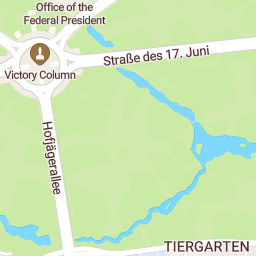 Office of the
Federal President
Straße des 17. Juni
Victory Column
Hofjägerallee
TIERGARTEN